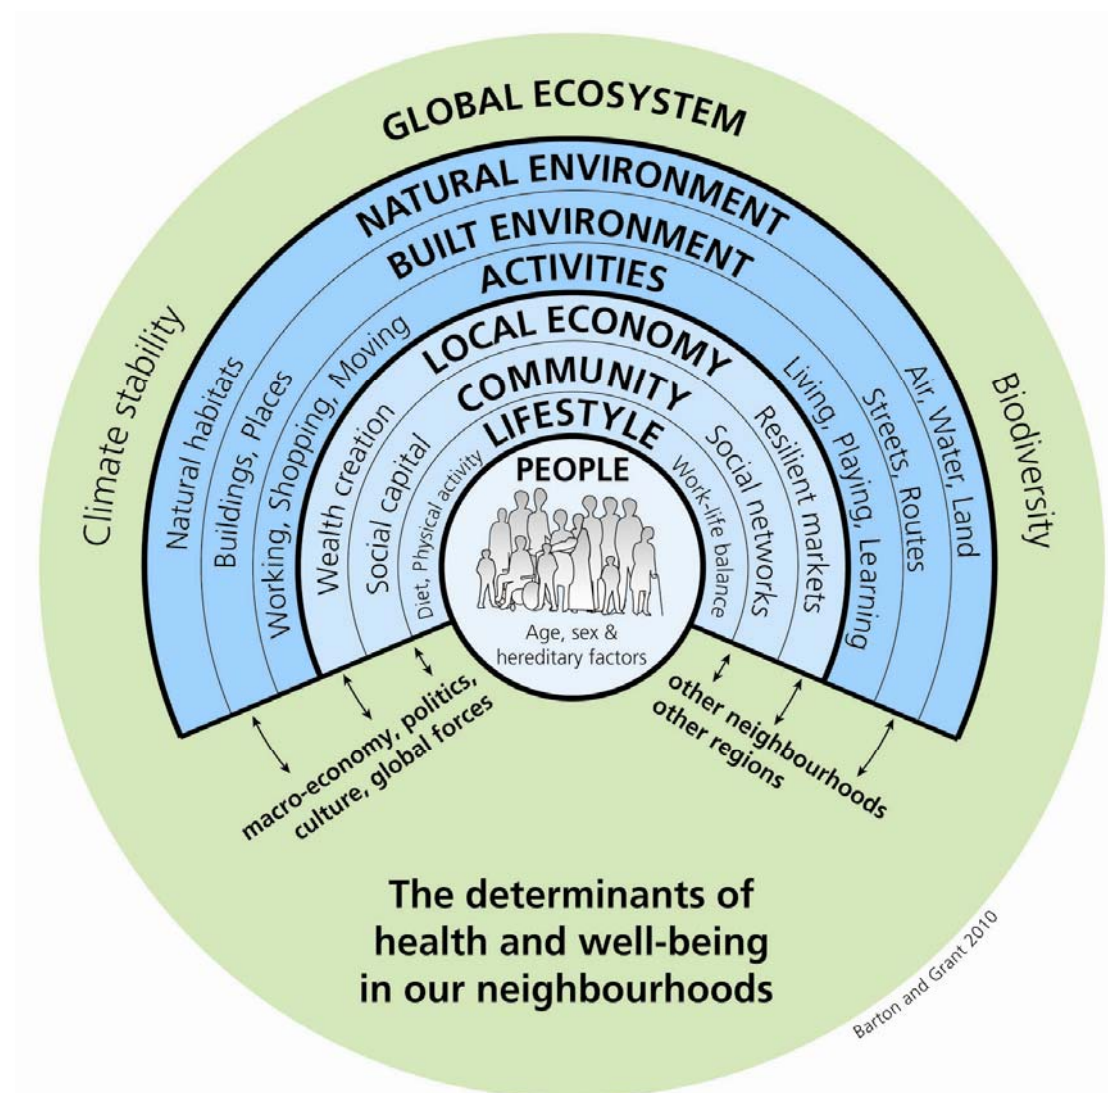 GLOBAL ECOSYSTEM
NATURAL ENVIRONMENT
BUILT ENVIRONMENT
ACTIVITIES
LOCAL ECONOMY
COMMUNITY
LIFESTYLE
PEOPLE
Age, sex &
hereditary factors
Climate stability
Natural habitats
Buildings, Places
Working, Shopping, Moving
Wealth creation
Social capital
Diet, Physical activity
Work-life balance
Social networks
Resilient markets
Living, Playing, Learning
Streets, Routes
Air, Water, Land
Biodiversity
macro-economy, politics,
culture, global forces
other neighbourhoods
other regions
The determinants of
health and well-being
in our neighbourhoods
Barton and Grant 2010